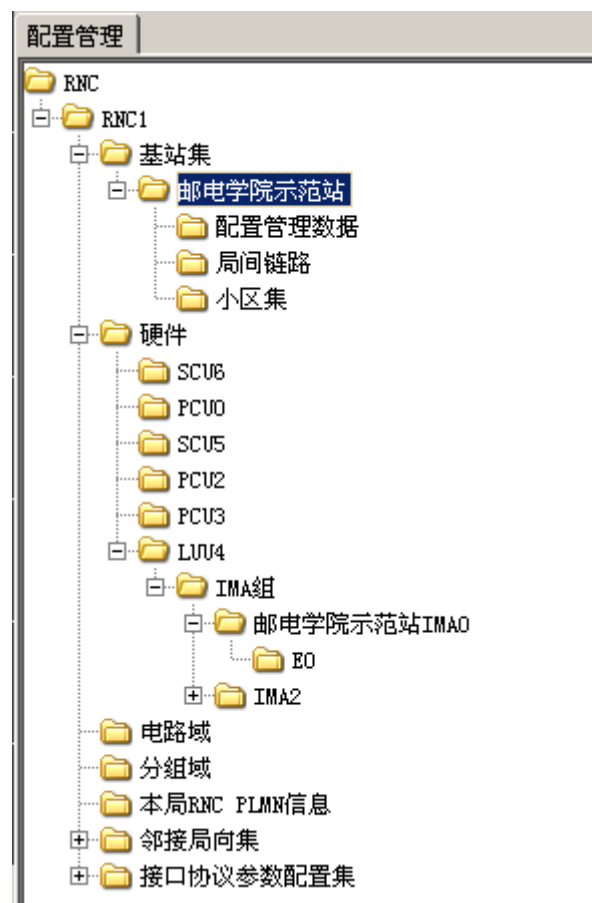 配置管理
RNC
RNC1
基站集
邮电学院示范站
配置管理数据
局间链路
小区集
硬件
SCU6
PCU0
SCU5
PCU2
PCU3
LUU4
IMA组
邮电学院示范站IMA0
E0
IMA2
电路域
分组域
本局RNC PLMN信息
邻接局向集
接口协议参数配置集